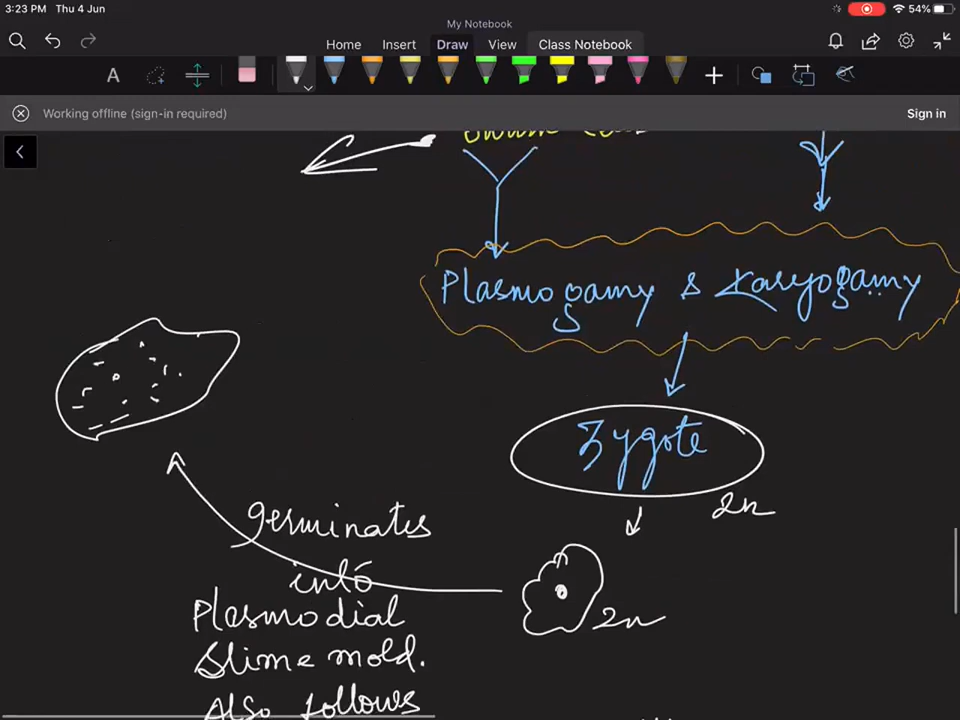 3:23 PM Thu 4 Jun
54%
My Notebook
Home Insert Draw View Class Notebook
A
Working offline (sign-in required) Sign in
Plasmogamy & Karyogamy
Zygote
2n
germinates
into
2n
Plasmodial
Slime mold.
Also follows